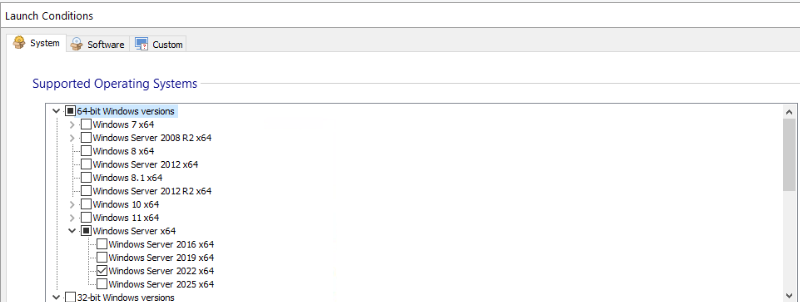 Launch Conditions
System Software Custom
Supported Operating Systems
64-bit Windows versions
Windows 7 x64
Windows Server 2008 R2 x64
Windows 8 x64
Windows Server 2012 x64
Windows 8.1 x64
Windows Server 2012 R2 x64
Windows 10 x64
Windows 11 x64
Windows Server x64
Windows Server 2016 x64
Windows Server 2019 x64
Windows Server 2022 x64
Windows Server 2025 x64
32-bit Windows versions